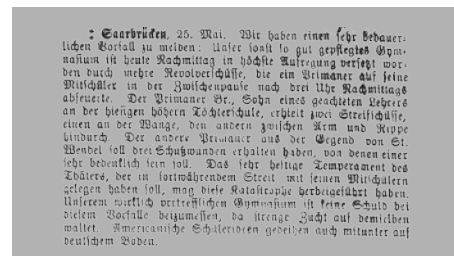 : Saarbrücken, 25. Mai. Wir haben einen sehr bedauer-
lichen Vorfall zu melden: Unser sonst so gut gepflegtes Gym-
nasium ist heute Nachmittag in höchste Aufregung versetzt wor-
den durch mehre Revolverschüsse, die ein Primaner auf seine
Mitschüler in der Zwischenpause nach drei Uhr Nachmittags
abfeuerte. Der Primaner Br., Sohn eines geachteten Lehrers
an der hiesigen höhern Töchterschule, erhielt zwei Streifschüsse,
einen an der Wange, den andern zwischen Arm und Rippe
hindurch. Der andere Primaner aus der Gegend von St.
Wendel soll drei Schußwunden erhalten haben, von denen einer
sehr bedenklich sein soll. Das sehr heftige Temperament des
Thäters, der in fortwährendem Streit mit seinen Mitschülern
gelegen haben soll, mag diese Katastrophe herbeigeführt haben.
Unserem wirklich vortrefflichen Gymnasium ist keine Schuld bei
diesem Vorfalle beizumessen, da strenge Zucht auf demselben
waltet. Americanische Schülerideen gedeihen auch mitunter auf
deutschem Boden.